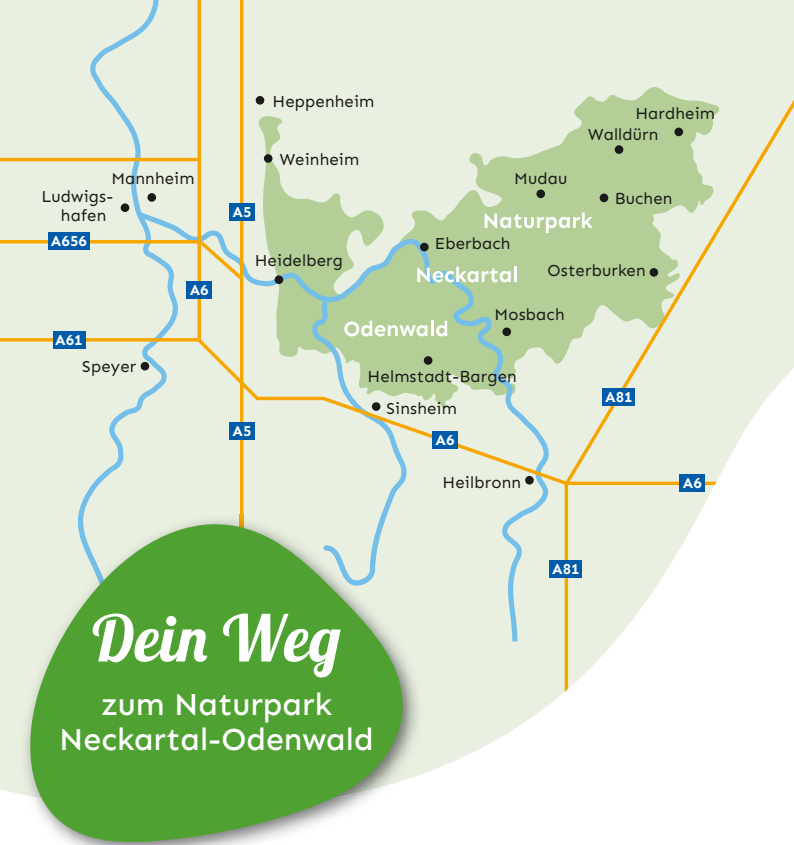 Heppenheim
Hardheim
Walldürn
Weinheim
Mannheim
Mudau
Ludwigs-
hafen
Buchen
A5
Naturpark
A656
Eberbach
Heidelberg
Neckartal
Osterburken
A6
Mosbach
Odenwald
A61
Speyer
Helmstadt-Bargen
A81
Sinsheim
A5
A6
Heilbronn
A6
A81
Dein Weg
zum Naturpark
Neckartal-Odenwald